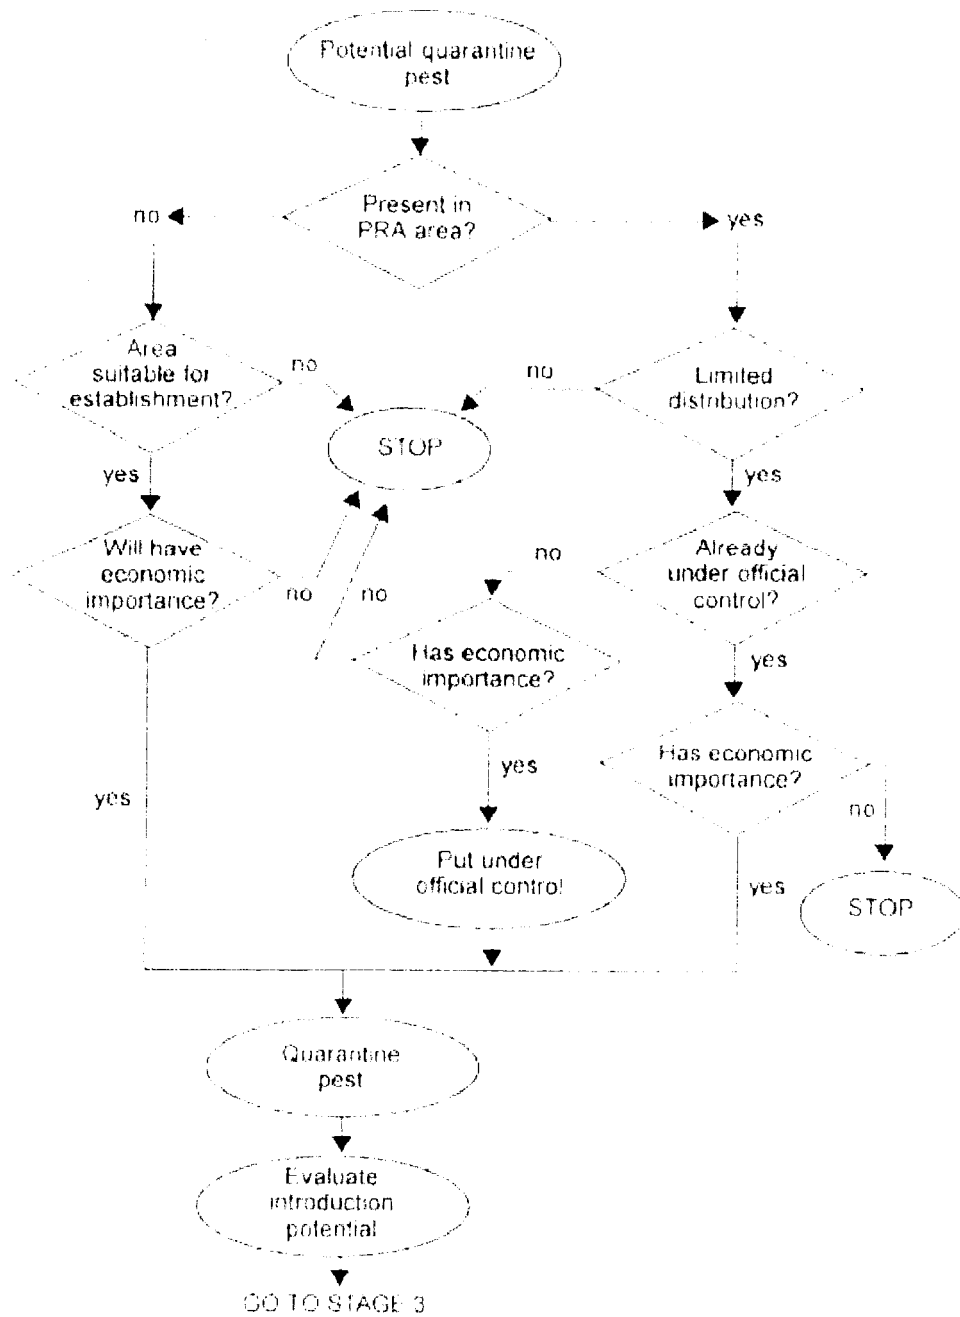 Potential quarantine
pest
Present in
PRA area?
no
yes
Area
suitable for
establishment?
no
no
Limited
distribution?
STOP
yes
yes
Will have
economic
importance?
no
no
no
Already
under official
control?
Has economic
importance?
yes
Has economic
importance?
yes
yes
no
Put under
official control
yes
STOP
Quarantine
pest
Evaluate
introduction
potential
GO TO STAGE 3